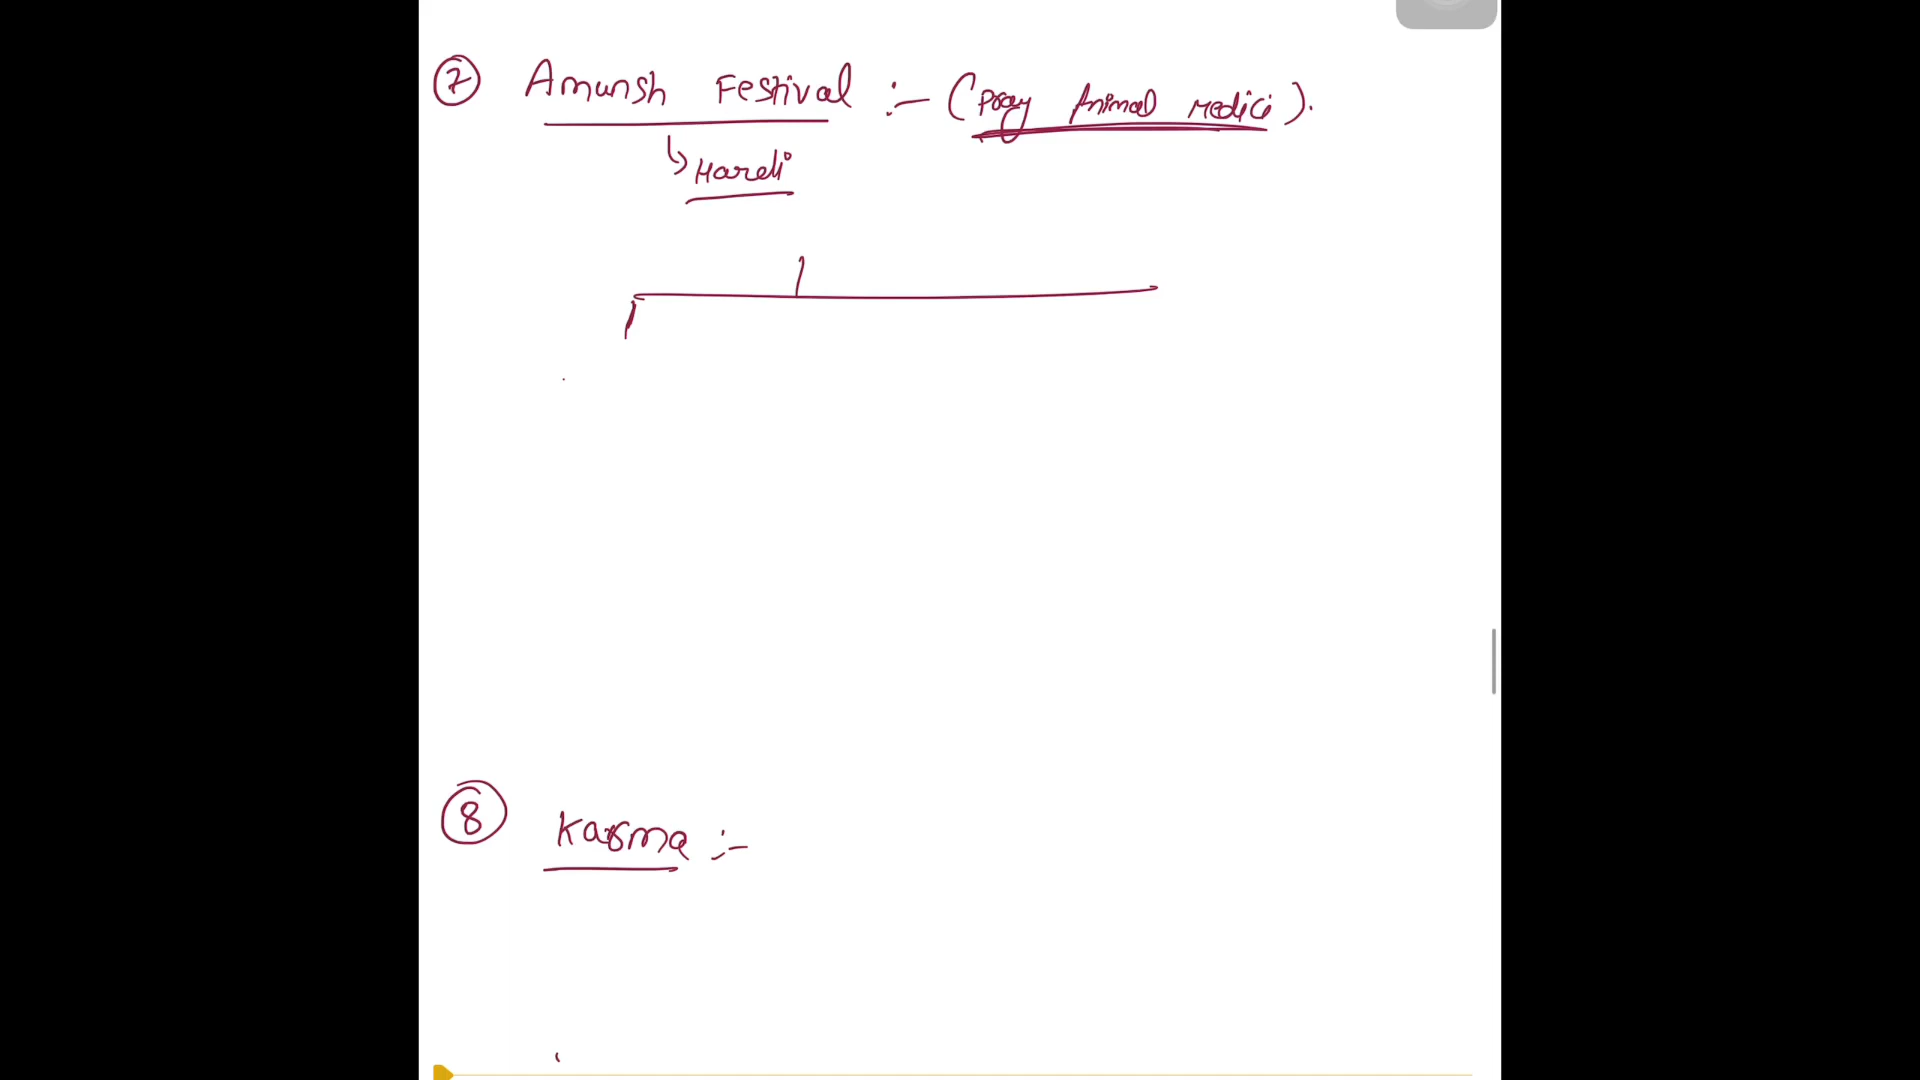 7 Amunsh Festival :- (Pray Animal Medici).
↳ Hareli
8 Karma :-